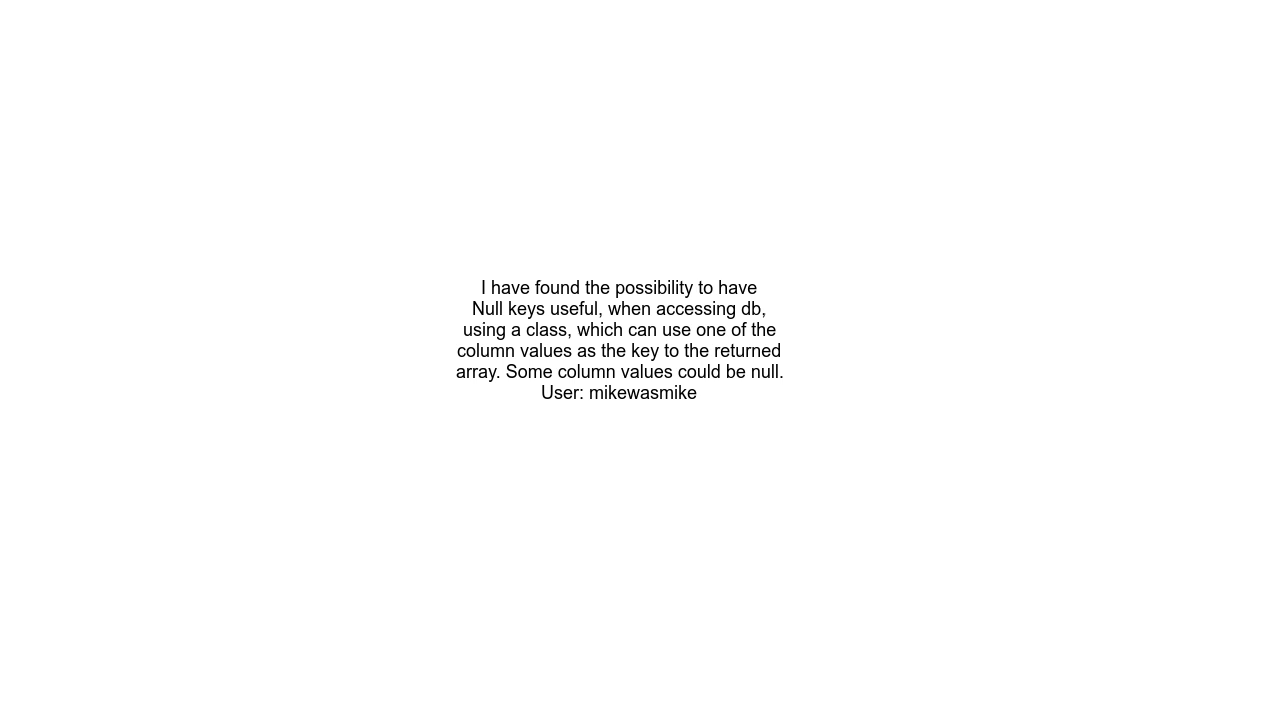 I have found the possibility to have
Null keys useful, when accessing db,
using a class, which can use one of the
column values as the key to the returned
array. Some column values could be null.
User: mikewasmike